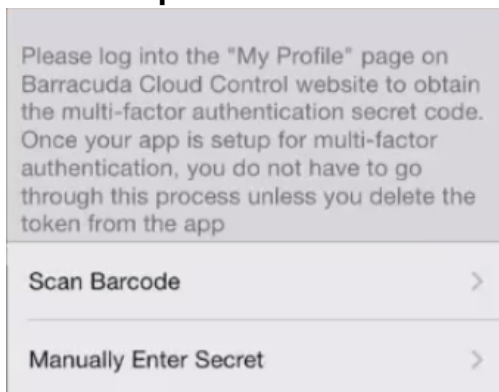 Please log into the "My Profile" page on
Barracuda Cloud Control website to obtain
the multi-factor authentication secret code.
Once your app is setup for multi-factor
authentication, you do not have to go
through this process unless you delete the
token from the app
Scan Barcode
Manually Enter Secret